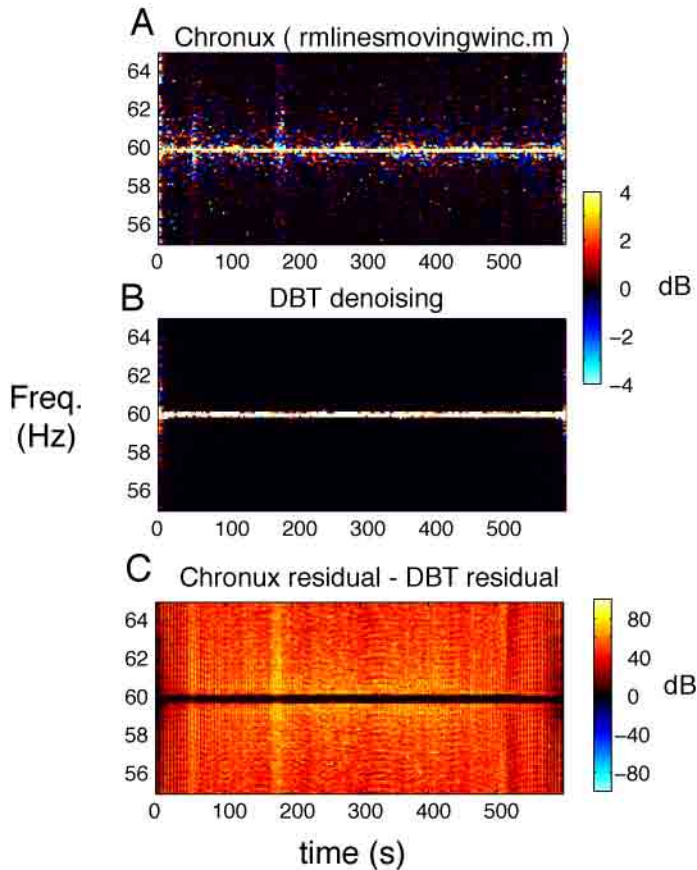 A
Chronux ( rmlinesmovingwinc.m )
64
62
60
58
56
0 100 200 300 400 500
4
2
0
−2
−4
dB
B
DBT denoising
64
62
60
58
56
0 100 200 300 400 500
Freq.
(Hz)
C
Chronux residual - DBT residual
64
62
60
58
56
0 100 200 300 400 500
80
40
0
−40
−80
dB
time (s)